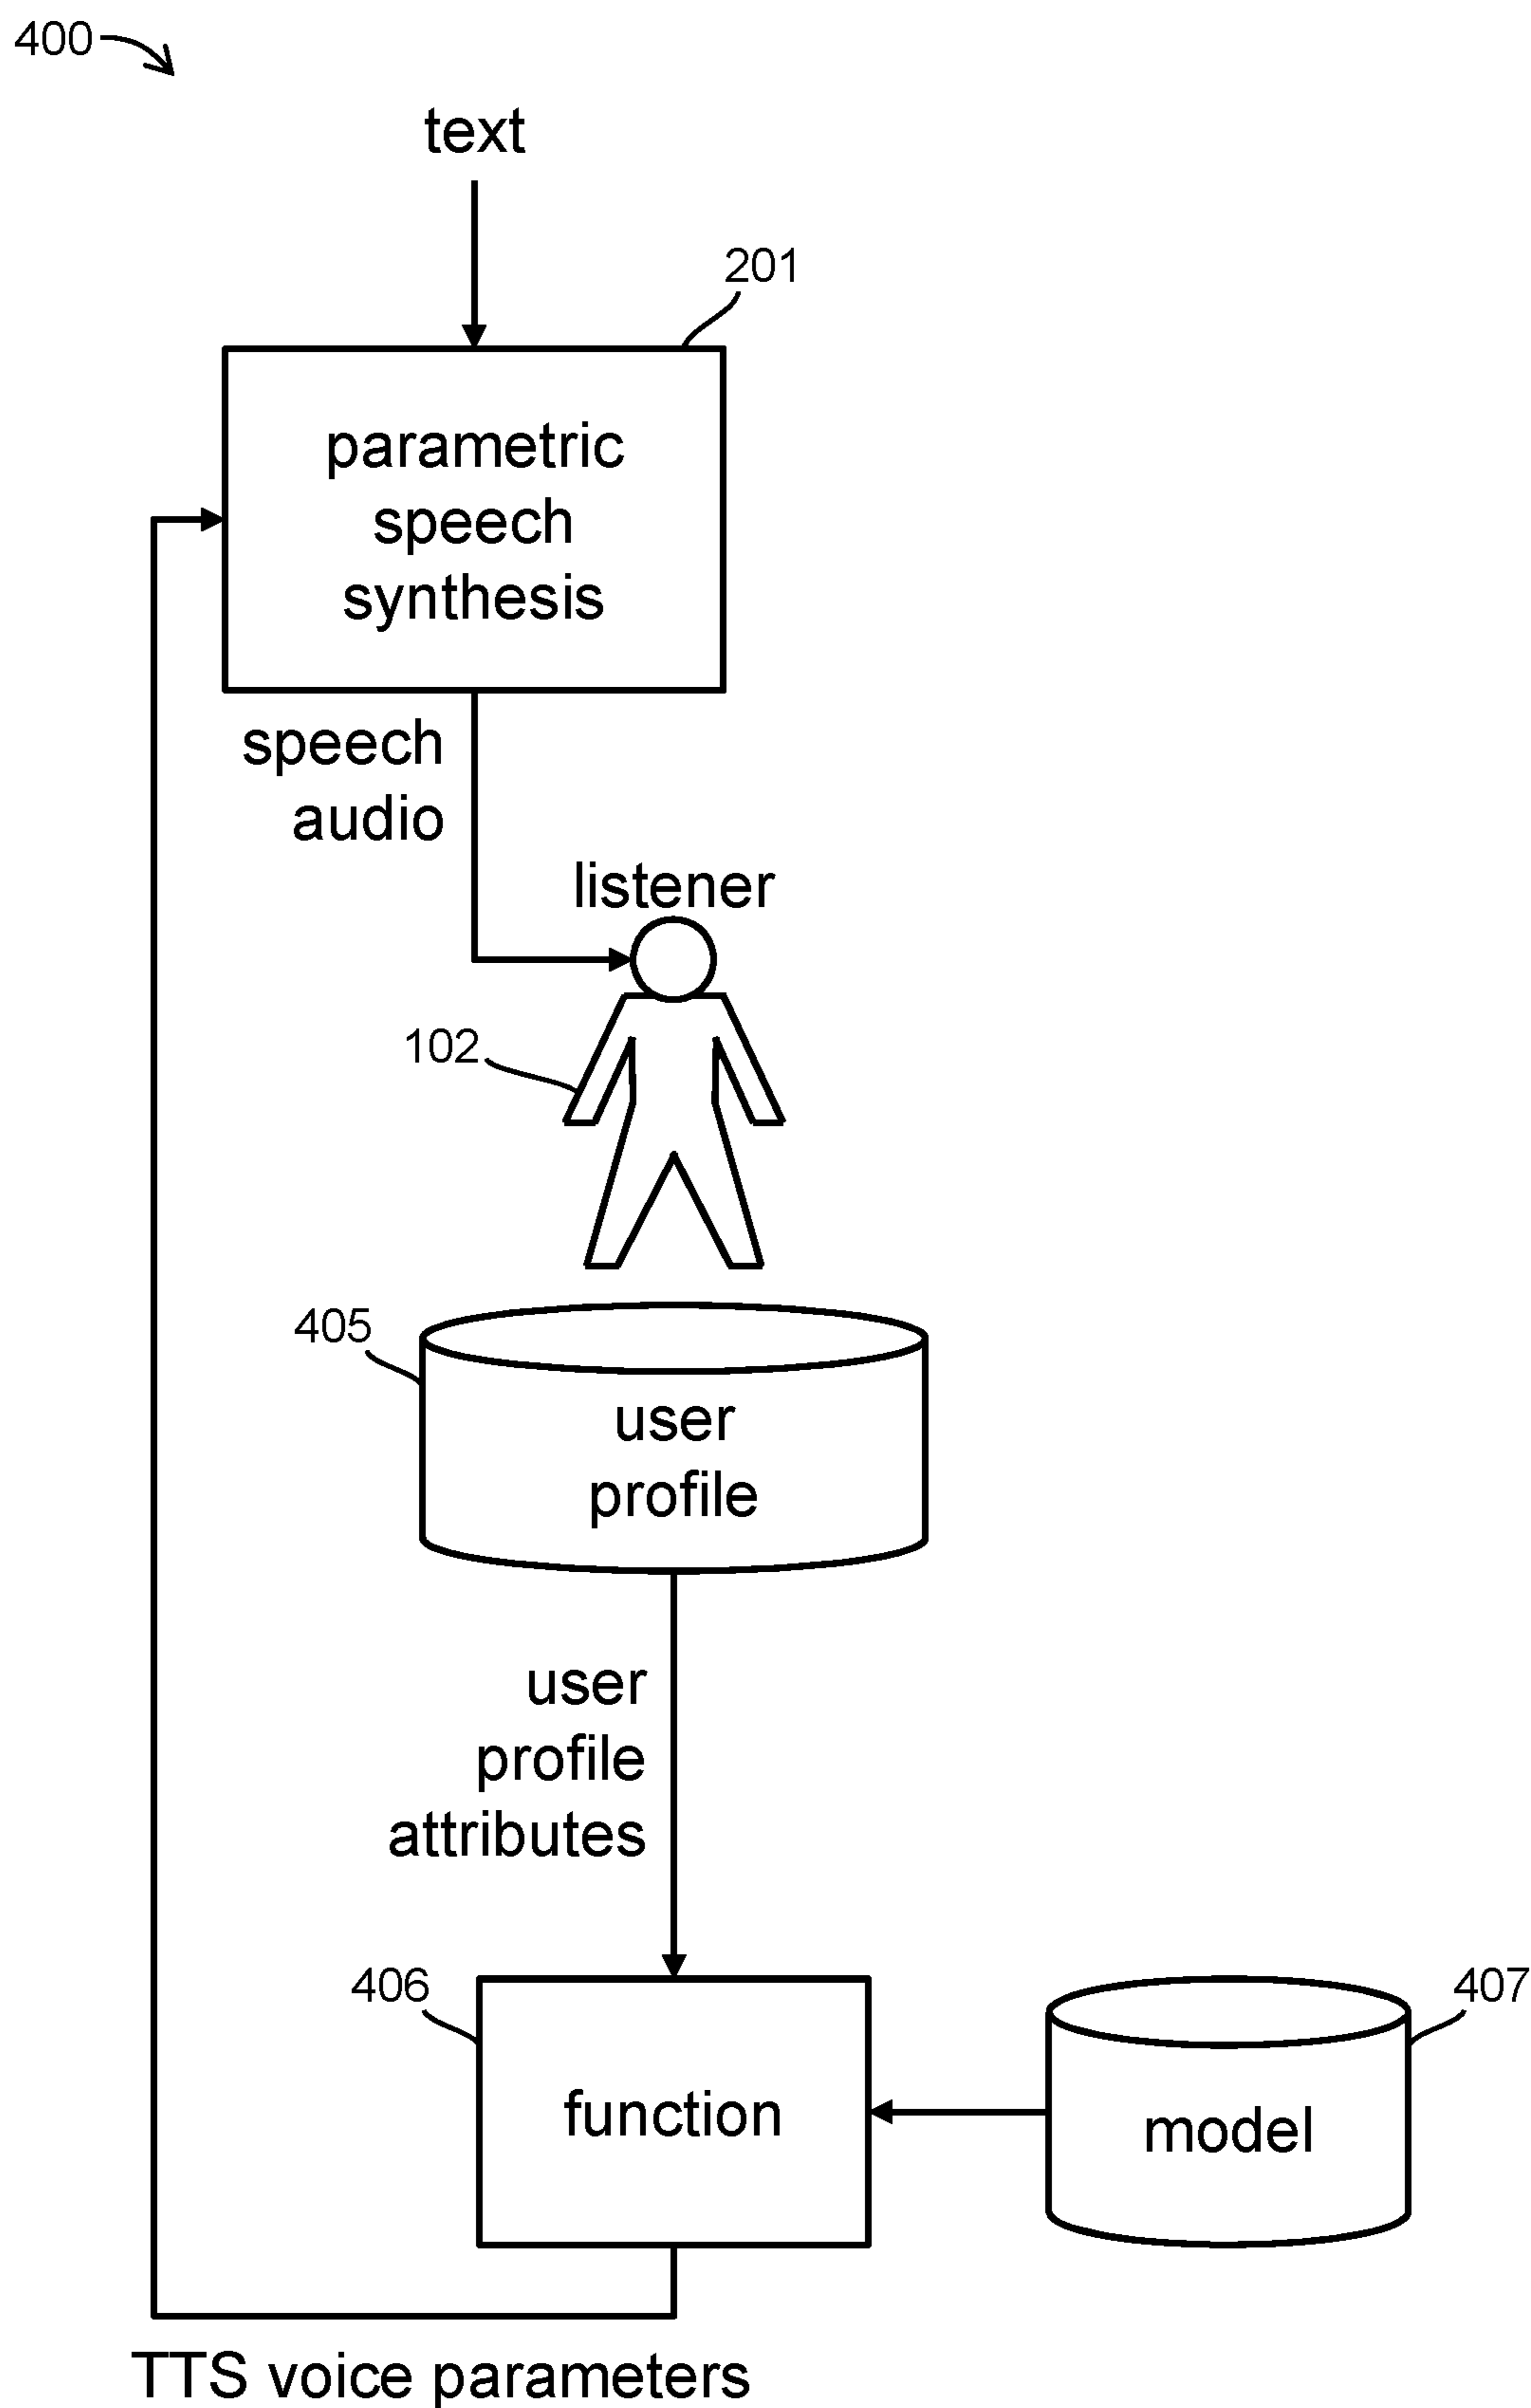 400
text
201
parametric
speech
synthesis
speech
audio
listener
102
405
user
profile
user
profile
attributes
406
407
function
model
TTS voice parameters